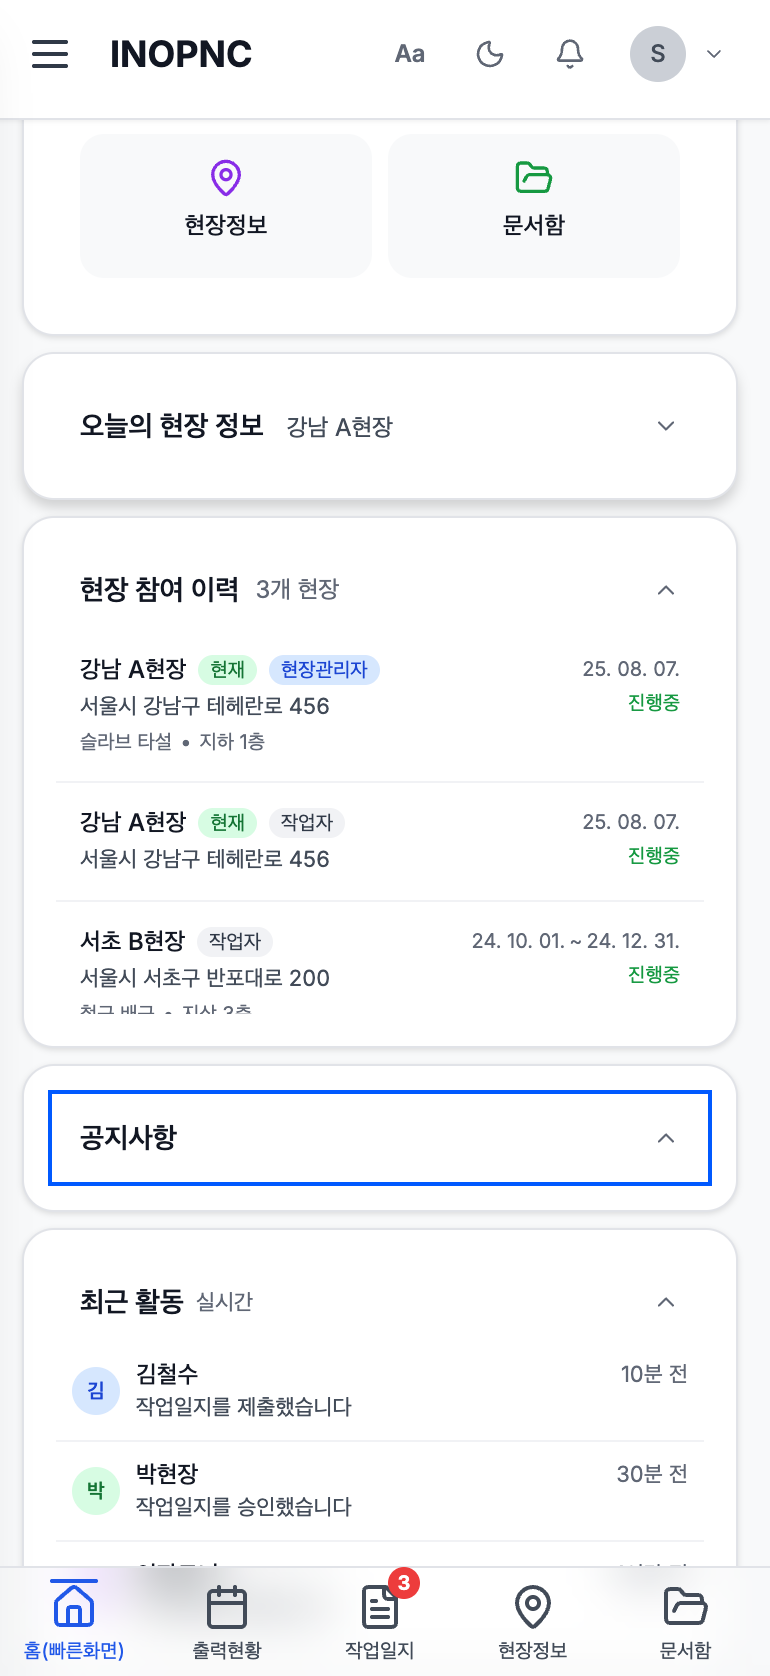 INOPNC
Aa
S
현장정보
문서함
오늘의 현장 정보 강남 A현장
현장 참여 이력 3개 현장
강남 A현장 현재 현장관리자 25. 08. 07.
서울시 강남구 테헤란로 456 진행중
슬라브 타설 • 지하 1층
강남 A현장 현재 작업자 25. 08. 07.
서울시 강남구 테헤란로 456 진행중
서초 B현장 작업자 24. 10. 01. ~ 24. 12. 31.
서울시 서초구 반포대로 200 진행중
철근 배근 • 지상 3층
공지사항
최근 활동 실시간
김 김철수 10분 전
작업일지를 제출했습니다
박 박현장 30분 전
작업일지를 승인했습니다
3
홈(빠른화면)
출력현황
작업일지
현장정보
문서함